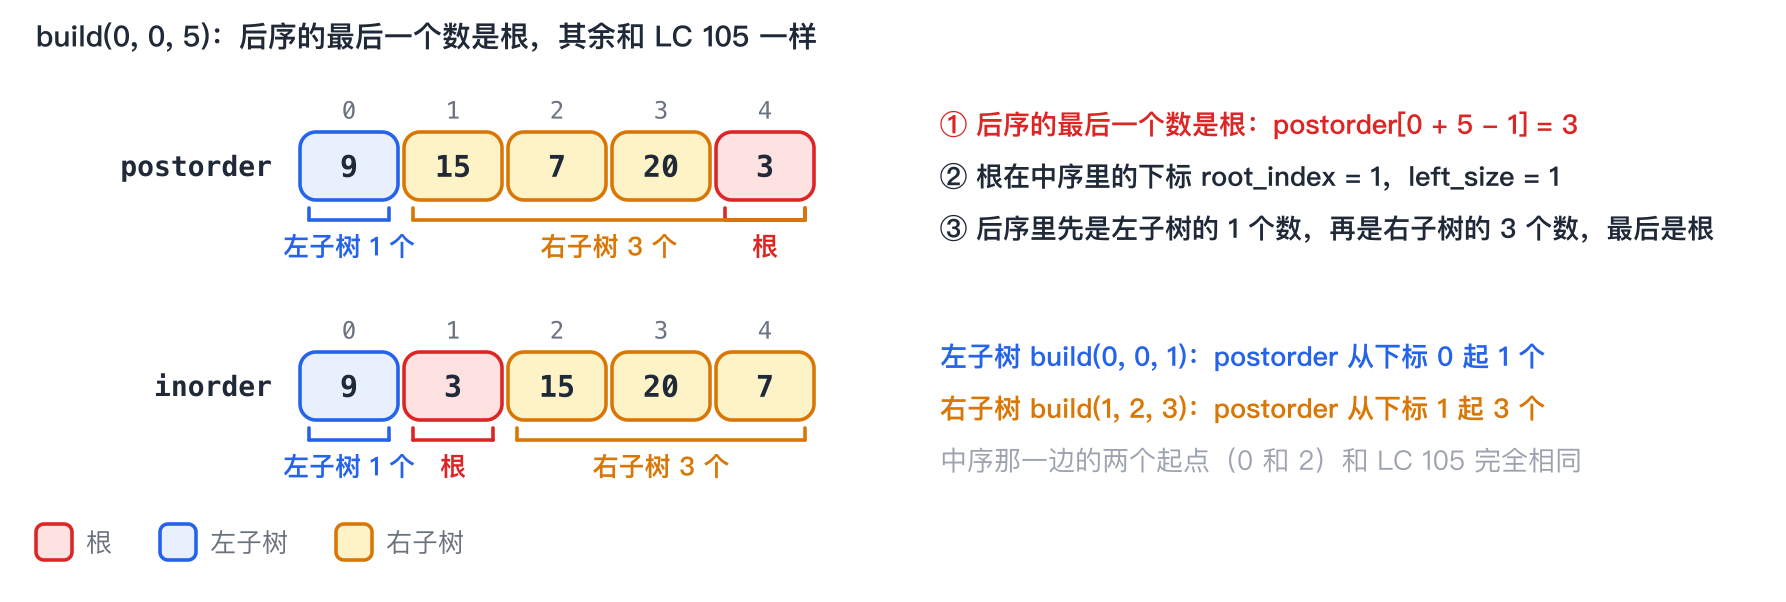 build(0, 0, 5)：后序的最后一个数是根，其余和 LC 105 一样
0 1 2 3 4
postorder 9 15 7 20 3
左子树 1 个 右子树 3 个 根
① 后序的最后一个数是根：postorder[0 + 5 − 1] = 3
② 根在中序里的下标 root_index = 1，left_size = 1
③ 后序里先是左子树的 1 个数，再是右子树的 3 个数，最后是根
0 1 2 3 4
inorder 9 3 15 20 7
左子树 1 个 根 右子树 3 个
左子树 build(0, 0, 1)：postorder 从下标 0 起 1 个
右子树 build(1, 2, 3)：postorder 从下标 1 起 3 个
中序那一边的两个起点（0 和 2）和 LC 105 完全相同
根 左子树 右子树